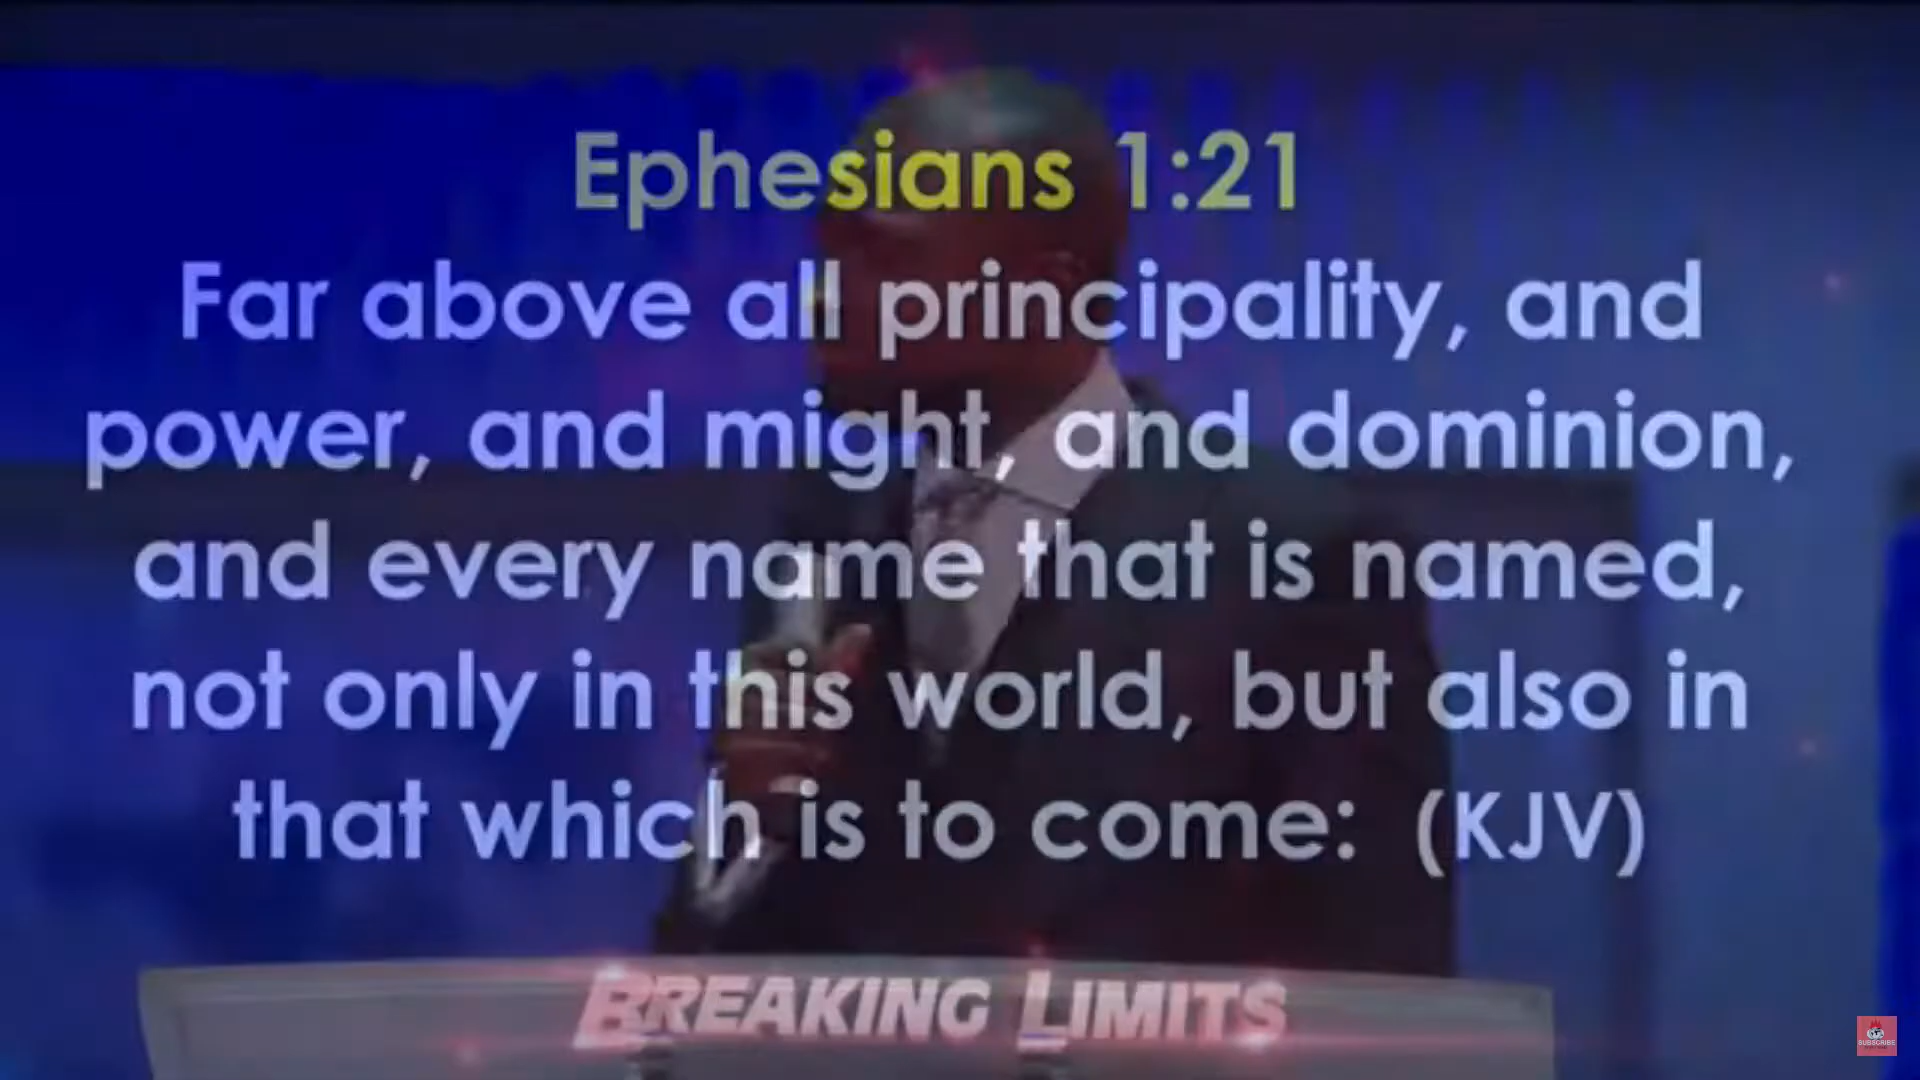 Ephesians 1:21
Far above all principality, and
power, and might, and dominion,
and every name that is named,
not only in this world, but also in
that which is to come: (KJV)
BREAKING LIMITS
SUBSCRIBE